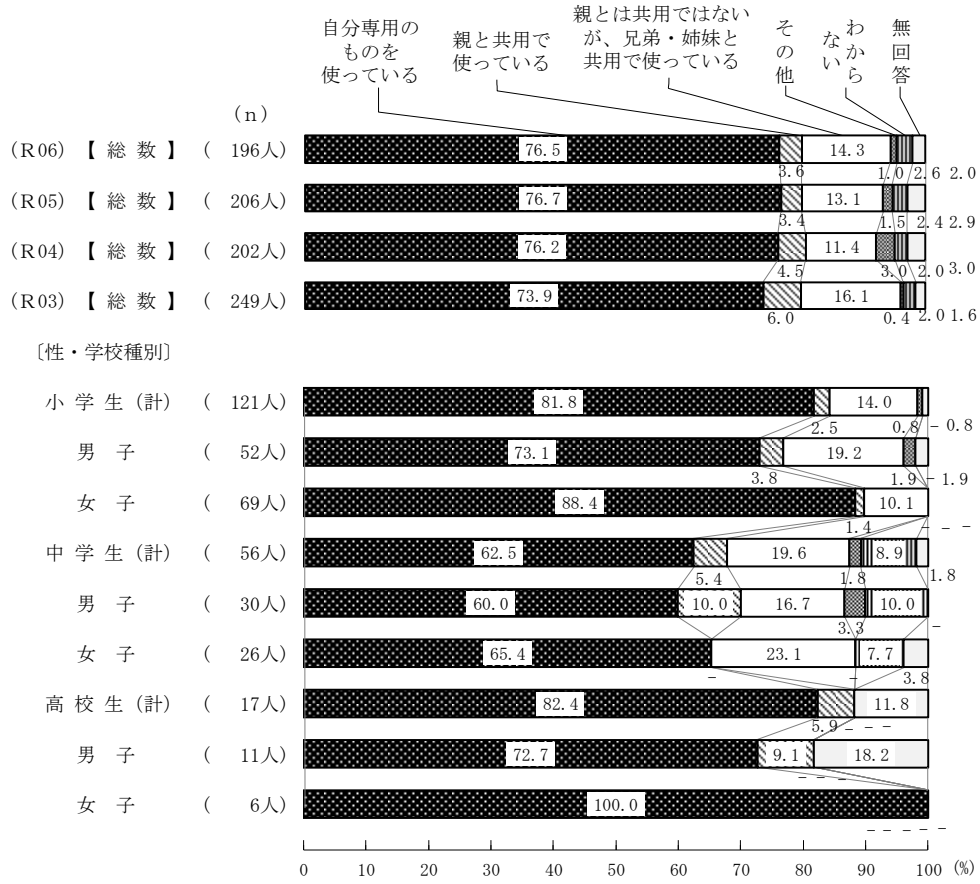 自分専用の
ものを
使っている
親と共用で
使っている
親とは共用ではない
が、兄弟・姉妹と
共用で使っている
その他
わから
ない
無回答
(n)
(R06) 【 総 数 】 ( 196人) 76.5 14.3
3.6 1.0 2.6 2.0
(R05) 【 総 数 】 ( 206人) 76.7 13.1
3.4 1.5 2.4 2.9
(R04) 【 総 数 】 ( 202人) 76.2 11.4
4.5 3.0 2.0 3.0
(R03) 【 総 数 】 ( 249人) 73.9 16.1
6.0 0.4 2.0 1.6
〔性・学校種別〕
小 学 生 (計) ( 121人) 81.8 14.0
2.5 0.8 - 0.8
男 子 ( 52人) 73.1 19.2
3.8 1.9 - 1.9
女 子 ( 69人) 88.4 10.1
1.4 - - -
中 学 生 (計) ( 56人) 62.5 19.6 8.9
5.4 1.8 1.8
男 子 ( 30人) 60.0 10.0 16.7 10.0
3.3 -
女 子 ( 26人) 65.4 23.1 7.7
- - 3.8
高 校 生 (計) ( 17人) 82.4 11.8
5.9 - - -
男 子 ( 11人) 72.7 9.1 18.2
- - -
女 子 ( 6人) 100.0
- - - - -
0 10 20 30 40 50 60 70 80 90 100 (%)